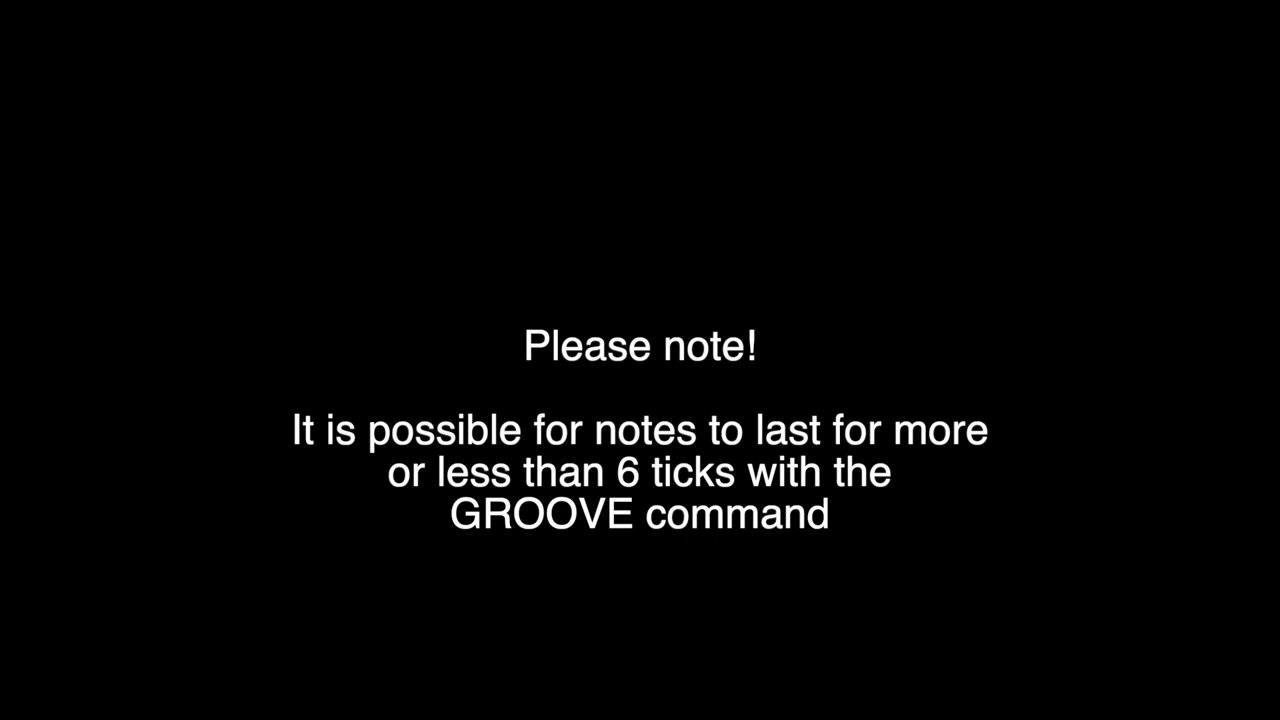 Please note!
It is possible for notes to last for more
or less than 6 ticks with the
GROOVE command